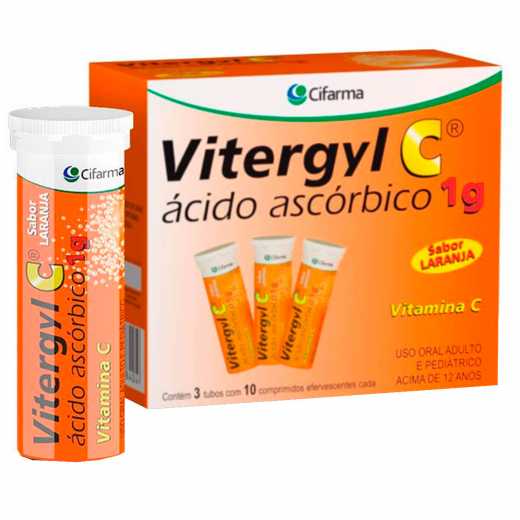 Cifarma
Vitergyl C®
ácido ascórbico 1g
Sabor
LARANJA
Vitamina C
USO ORAL ADULTO
E PEDIÁTRICO
ACIMA DE 12 ANOS
Contém 3 tubos com 10 comprimidos efervescentes cada
Cifarma
Sabor
LARANJA
Vitergyl C®
ácido ascórbico 1g
Vitamina C